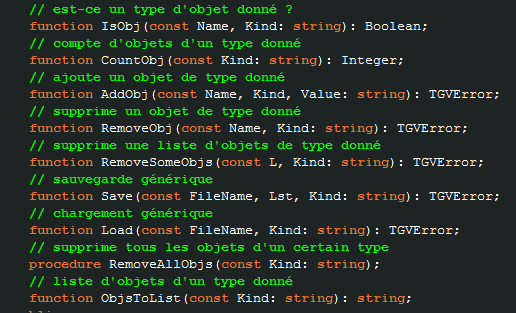 // est-ce un type d'objet donné ?
function IsObj(const Name, Kind: string): Boolean;
// compte d'objets d'un type donné
function CountObj(const Kind: string): Integer;
// ajoute un objet de type donné
function AddObj(const Name, Kind, Value: string): TGVError;
// supprime un objet de type donné
function RemoveObj(const Name, Kind: string): TGVError;
// supprime une liste d'objets de type donné
function RemoveSomeObjs(const L, Kind: string): TGVError;
// sauvegarde générique
function Save(const FileName, Lst, Kind: string): TGVError;
// chargement générique
function Load(const FileName, Kind: string): TGVError;
// supprime tous les objets d'un certain type
procedure RemoveAllObjs(const Kind: string);
// liste d'objets d'un type donné
function ObjsToList(const Kind: string): string;